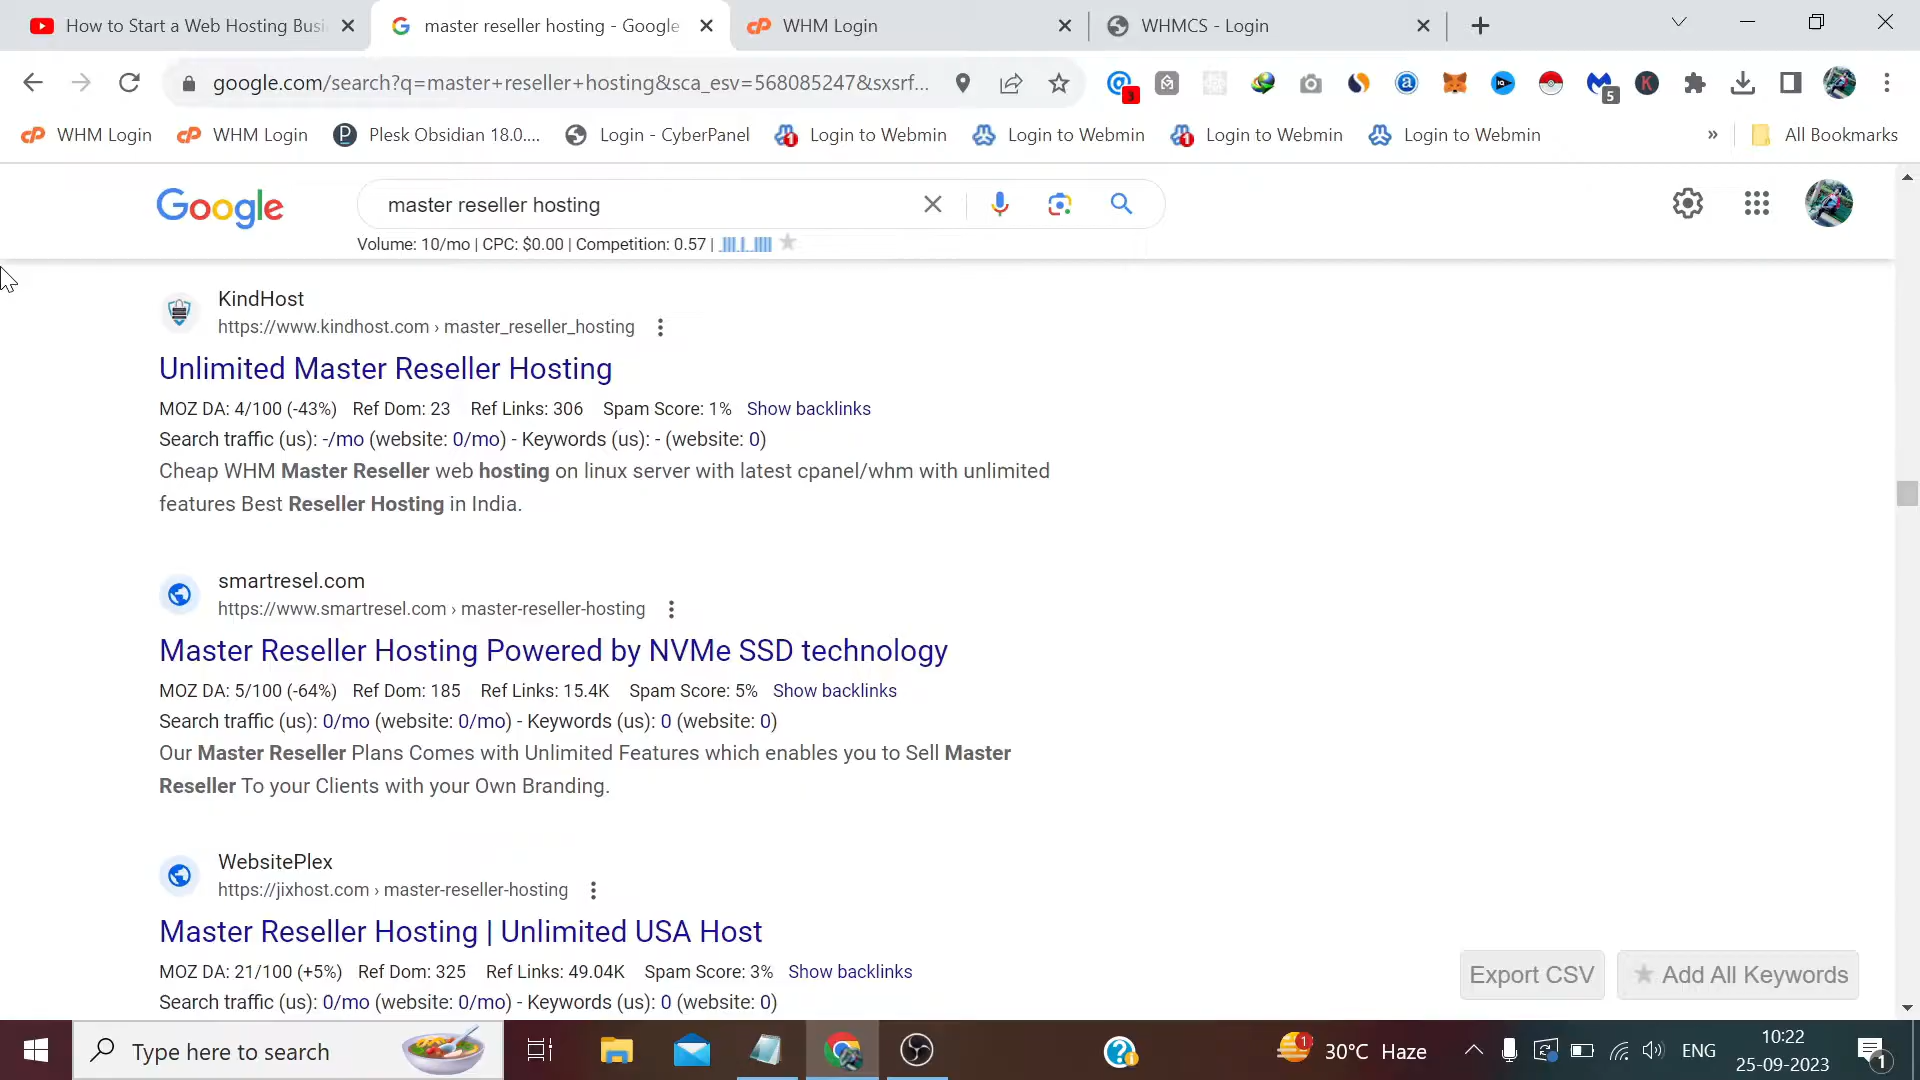 How to Start a Web Hosting Busi
master reseller hosting - Google
WHM Login
WHMCS - Login
google.com/search?q=master+reseller+hosting&sca_esv=568085247&sxsrf...
3
5
WHM Login
WHM Login
Plesk Obsidian 18.0....
Login - CyberPanel
Login to Webmin
Login to Webmin
Login to Webmin
Login to Webmin
»
All Bookmarks
Google
master reseller hosting
Volume: 10/mo | CPC: $0.00 | Competition: 0.57 |
KindHost
https://www.kindhost.com › master_reseller_hosting
Unlimited Master Reseller Hosting
MOZ DA: 4/100 (-43%) Ref Dom: 23 Ref Links: 306 Spam Score: 1% Show backlinks
Search traffic (us): -/mo (website: 0/mo) - Keywords (us): - (website: 0)
Cheap WHM Master Reseller web hosting on linux server with latest cpanel/whm with unlimited
features Best Reseller Hosting in India.
smartresel.com
https://www.smartresel.com › master-reseller-hosting
Master Reseller Hosting Powered by NVMe SSD technology
MOZ DA: 5/100 (-64%) Ref Dom: 185 Ref Links: 15.4K Spam Score: 5% Show backlinks
Search traffic (us): 0/mo (website: 0/mo) - Keywords (us): 0 (website: 0)
Our Master Reseller Plans Comes with Unlimited Features which enables you to Sell Master
Reseller To your Clients with your Own Branding.
WebsitePlex
https://jixhost.com › master-reseller-hosting
Master Reseller Hosting | Unlimited USA Host
MOZ DA: 21/100 (+5%) Ref Dom: 325 Ref Links: 49.04K Spam Score: 3% Show backlinks
Search traffic (us): 0/mo (website: 0/mo) - Keywords (us): 0 (website: 0)
Export CSV
Add All Keywords
Type here to search
1
30°C Haze
ENG
10:22
25-09-2023
1